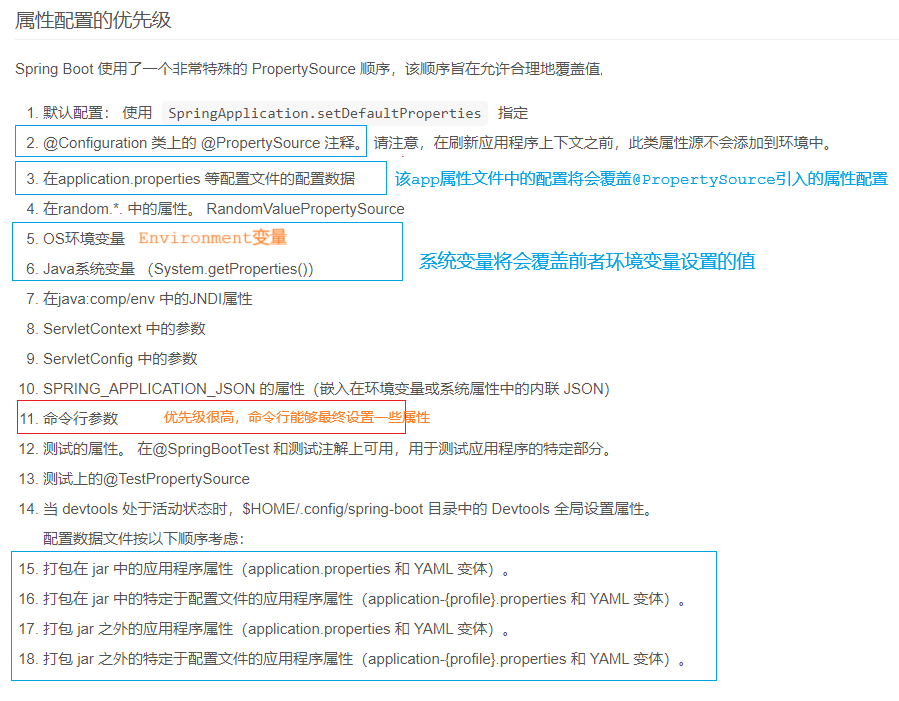 属性配置的优先级
Spring Boot 使用了一个非常特殊的 PropertySource 顺序，该顺序旨在允许合理地覆盖值.
1. 默认配置： 使用 SpringApplication.setDefaultProperties 指定
2. @Configuration 类上的 @PropertySource 注释。请注意，在刷新应用程序上下文之前，此类属性源不会添加到环境中。
3. 在application.properties 等配置文件的配置数据 该app属性文件中的配置将会覆盖@PropertySource引入的属性配置
4. 在random.*. 中的属性。 RandomValuePropertySource
5. OS环境变量 Environment变量
6. Java系统变量 （System.getProperties())
系统变量将会覆盖前者环境变量设置的值
7. 在java:comp/env 中的JNDI属性
8. ServletContext 中的参数
9. ServletConfig 中的参数
10. SPRING_APPLICATION_JSON 的属性（嵌入在环境变量或系统属性中的内联 JSON）
11. 命令行参数 优先级很高，命令行能够最终设置一些属性
12. 测试的属性。 在@SpringBootTest 和测试注解上可用，用于测试应用程序的特定部分。
13. 测试上的@TestPropertySource
14. 当 devtools 处于活动状态时，$HOME/.config/spring-boot 目录中的 Devtools 全局设置属性。
配置数据文件按以下顺序考虑：
15. 打包在 jar 中的应用程序属性（application.properties 和 YAML 变体）。
16. 打包在 jar 中的特定于配置文件的应用程序属性（application-{profile}.properties 和 YAML 变体）。
17. 打包 jar 之外的应用程序属性（application.properties 和 YAML 变体）。
18. 打包 jar 之外的特定于配置文件的应用程序属性（application-{profile}.properties 和 YAML 变体）。